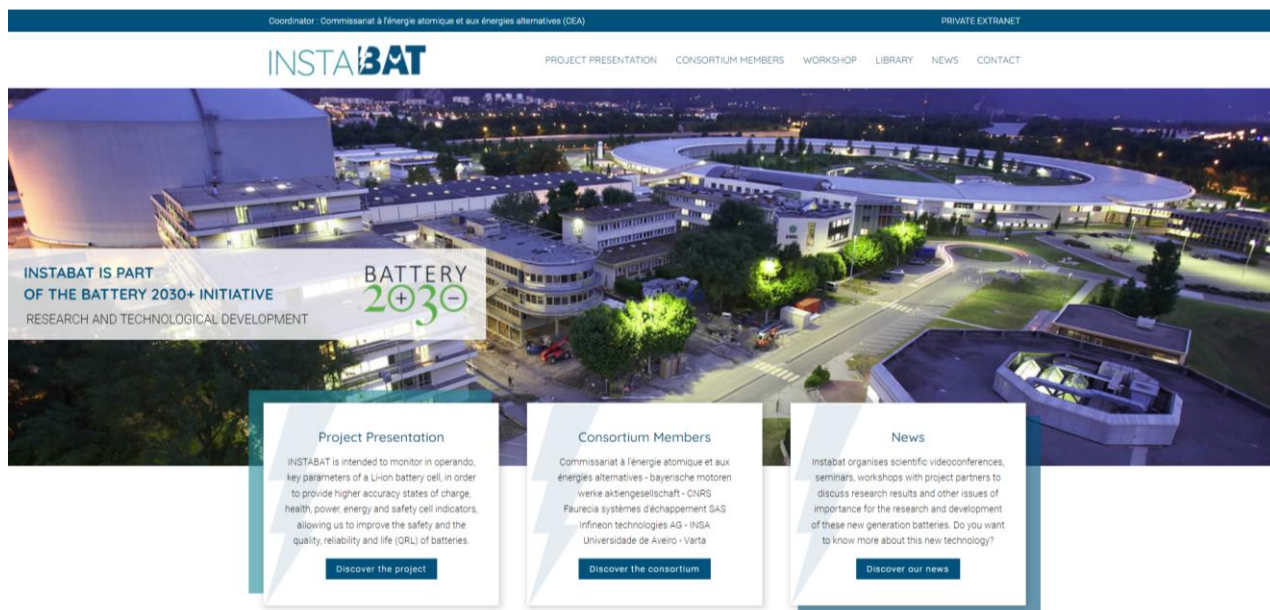 Coordinator : Commissariat à l'énergie atomique et aux énergies alternatives (CEA)
PRIVATE EXTRANET
INSTABAT
PROJECT PRESENTATION
CONSORTIUM MEMBERS
WORKSHOP
LIBRARY
NEWS
CONTACT
INSTABAT IS PART
OF THE BATTERY 2030+ INITIATIVE
RESEARCH AND TECHNOLOGICAL DEVELOPMENT
BATTERY
2030
Project Presentation
INSTABAT is intended to monitor in operando,
key parameters of a Li-ion battery cell, in order
to provide higher accuracy states of charge,
health, power, energy and safety cell indicators,
allowing us to improve the safety and the
quality, reliability and life (QRL) of batteries.
Discover the project
Consortium Members
Commissariat à l'énergie atomique et aux
énergies alternatives - bayerische motoren
werke aktiengesellschaft - CNRS
Faurecia systèmes d'échappement SAS
Infineon technologies AG - INSA
Universidade de Aveiro - Varta
Discover the consortium
News
Instabat organises scientific videoconferences,
seminars, workshops with project partners to
discuss research results and other issues of
importance for the research and development
of these new generation batteries. Do you want
to know more about this new technology?
Discover our news